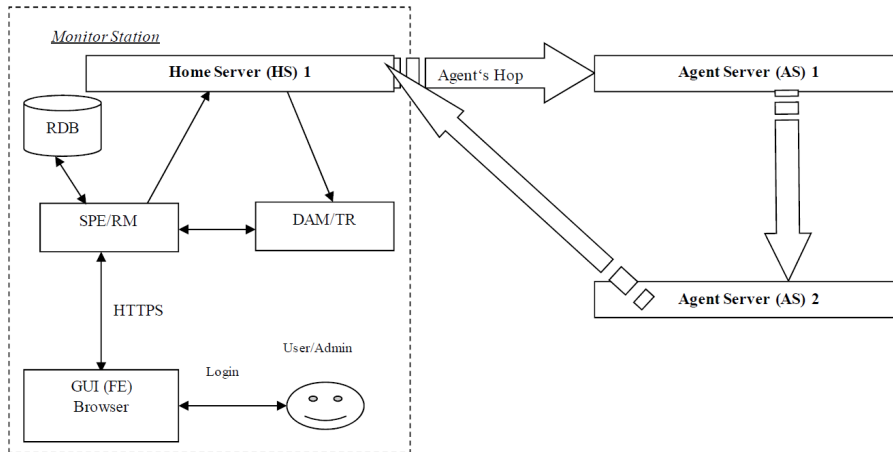 Monitor Station
Home Server (HS) 1
Agent‘s Hop
Agent Server (AS) 1
RDB
SPE/RM
DAM/TR
Agent Server (AS) 2
HTTPS
User/Admin
Login
GUI (FE)
Browser